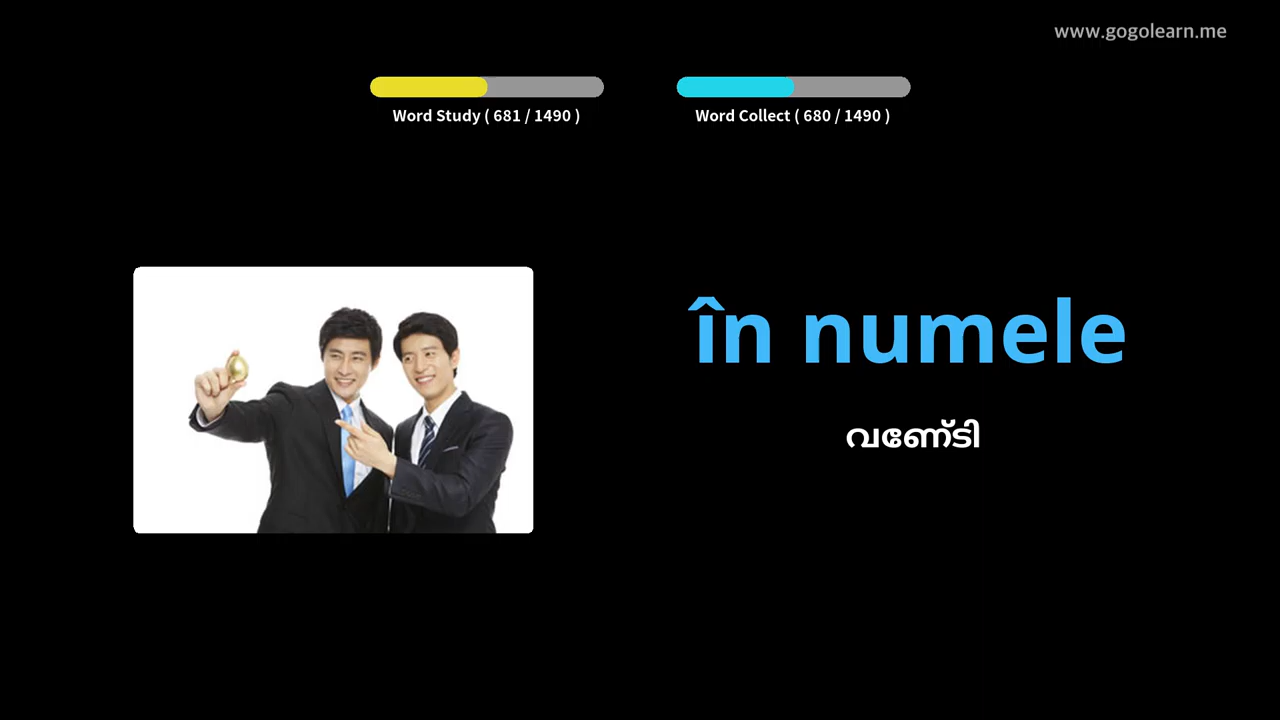 www.gogolearn.me
Word Study ( 681 / 1490 )
Word Collect ( 680 / 1490 )
în numele
വണ്േടി